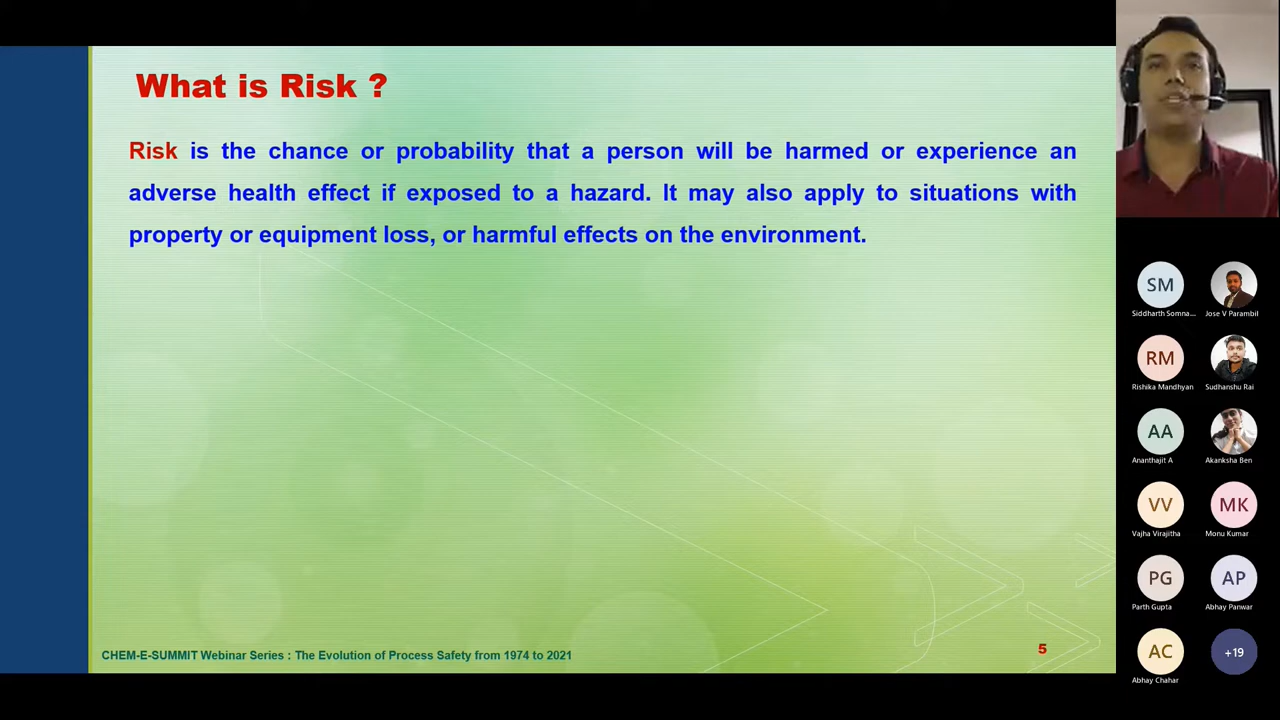 What is Risk ?
Risk is the chance or probability that a person will be harmed or experience an
adverse health effect if exposed to a hazard. It may also apply to situations with
property or equipment loss, or harmful effects on the environment.
CHEM-E-SUMMIT Webinar Series : The Evolution of Process Safety from 1974 to 2021
5
SM
Siddharth Somna...
Jose V Parambil
RM
Rishika Mandhyan
Sudhanshu Rai
AA
Ananthajit A
Akanksha Ben
VV
MK
Vajha Virajitha
Monu Kumar
PG
AP
Parth Gupta
Abhay Panwar
AC
+19
Abhay Chahar